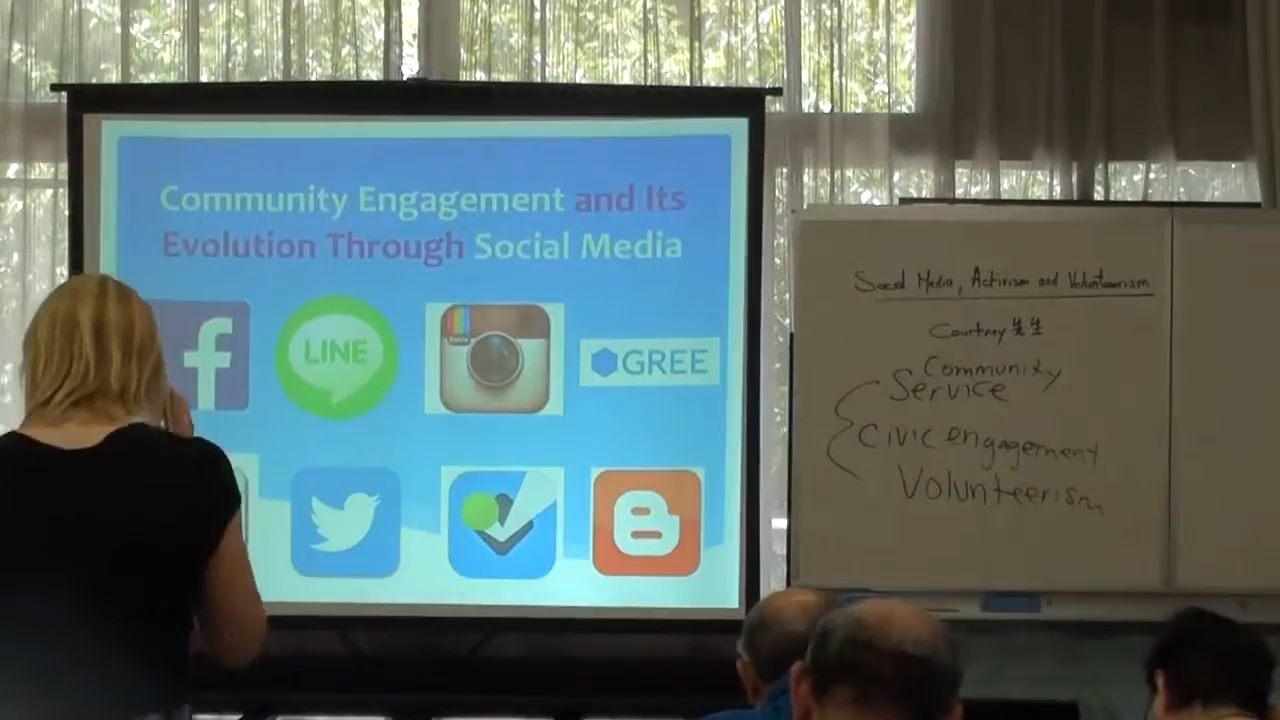 Community Engagement and Its
Evolution Through Social Media
f
LINE
GREE
B
Social Media, Activism and Volunteerism
Courtney 先生
Community
Service
Civic engagement
Volunteerism